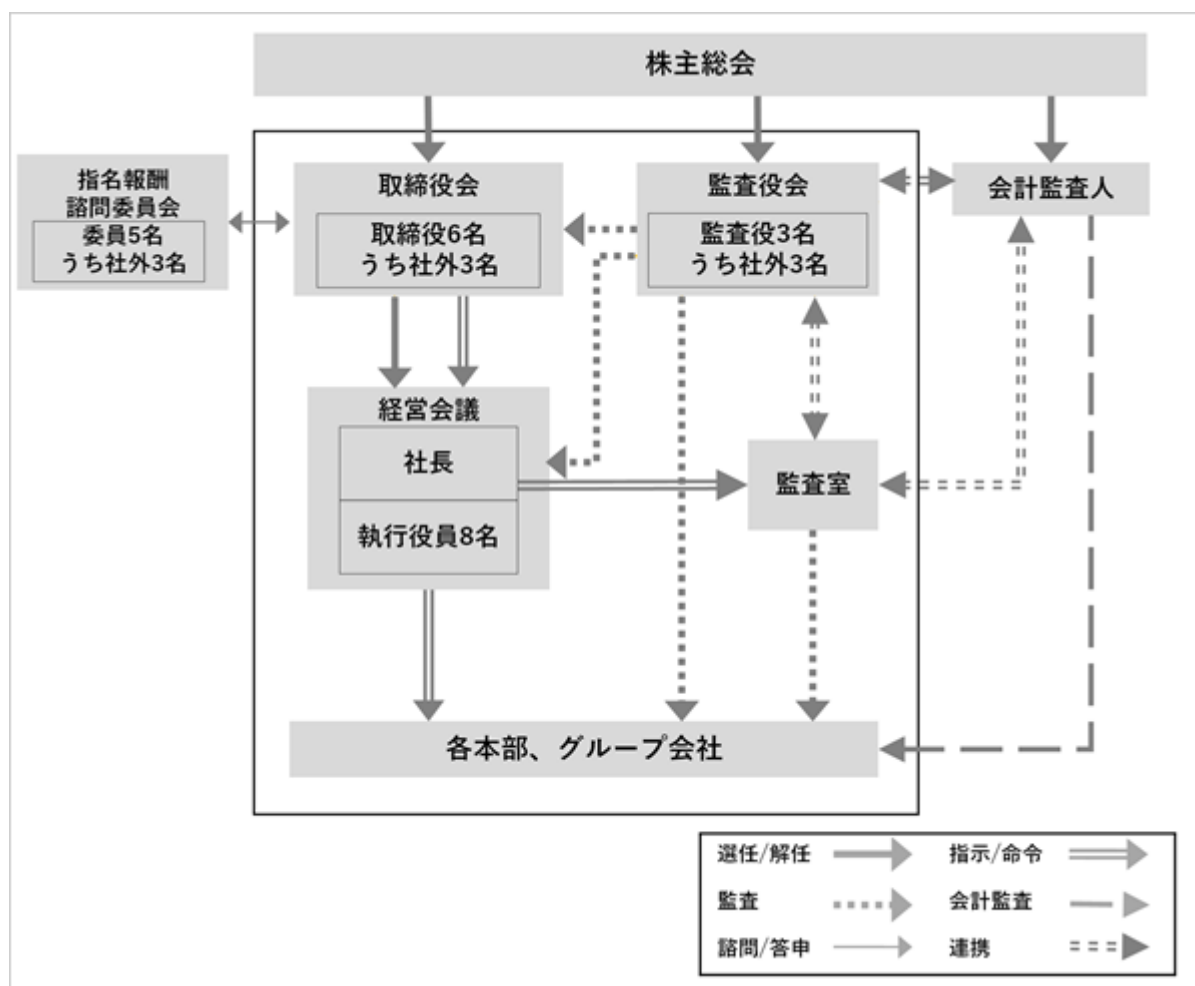 株主総会
指名報酬
諮問委員会
委員5名
うち社外3名
取締役会
取締役6名
うち社外3名
監査役会
監査役3名
うち社外3名
会計監査人
経営会議
社長
執行役員8名
監査室
各本部、グループ会社
選任/解任
指示/命令
監査
会計監査
諮問/答申
連携